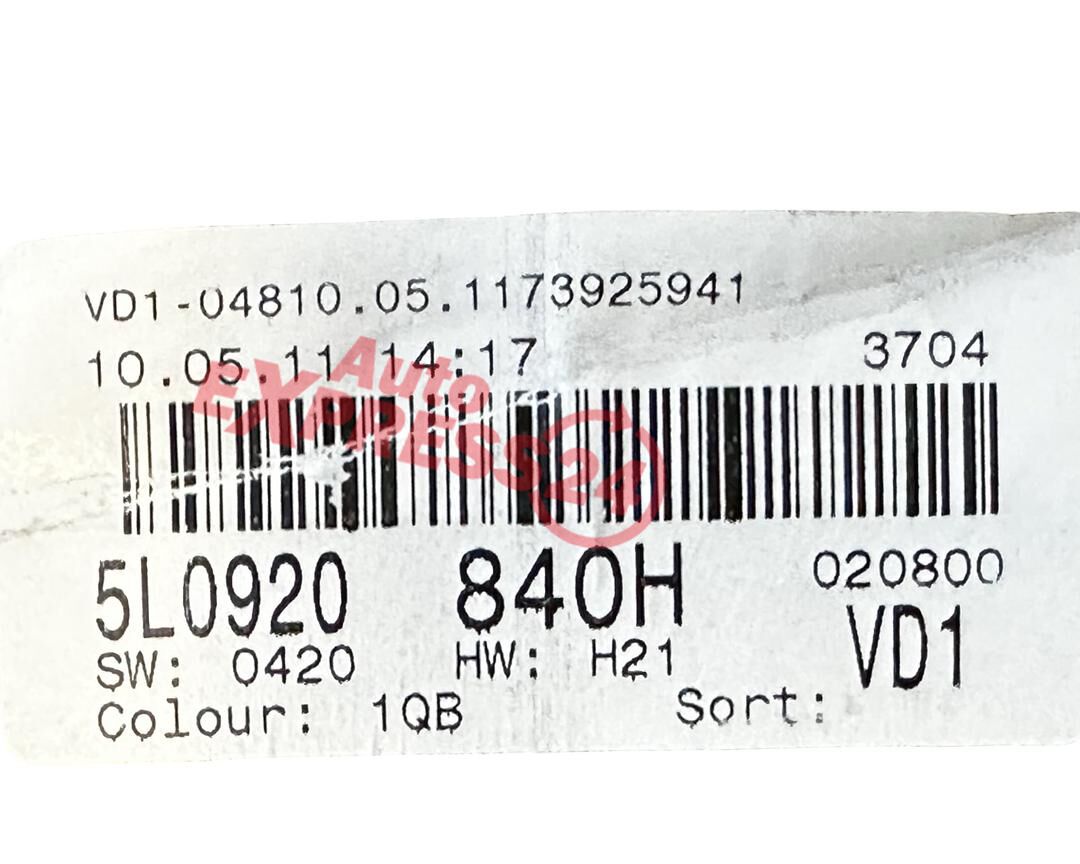 VD1-04810.05.1173925941
10.05.11 14:17 3704
Auto
EXPRESS24
5L0920 840H 020800
SW: 0420 HW: H21 VD1
Colour: 1QB Sort: